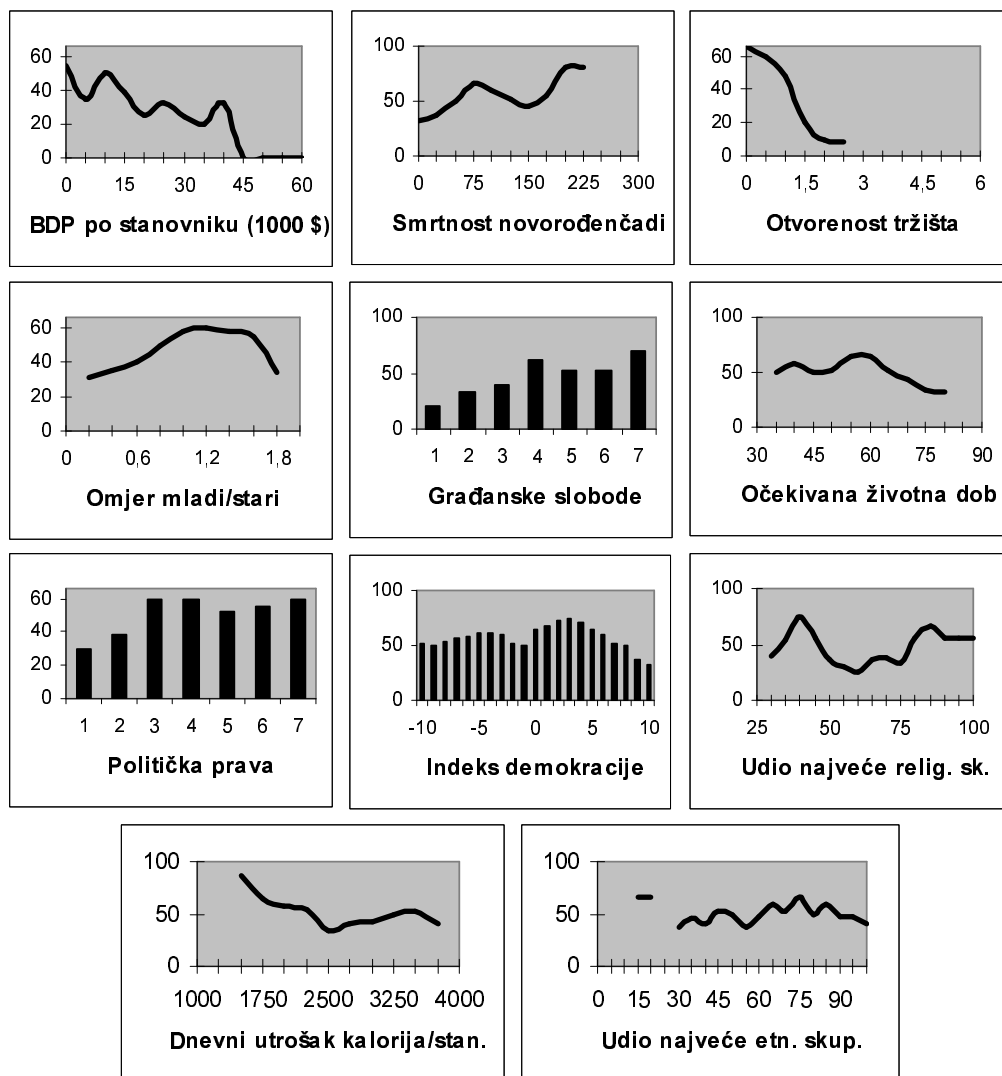 60
40
20
0
0 15 30 45 60
BDP po stanovniku (1000 $)
100
50
0
0 75 150 225 300
Smrtnost novorođenčadi
60
40
20
0
0 1,5 3 4,5 6
Otvorenost tržišta
60
40
20
0
0 0,6 1,2 1,8
Omjer mladi/stari
100
50
0
1 2 3 4 5 6 7
Građanske slobode
100
50
0
30 45 60 75 90
Očekivana životna dob
60
40
20
0
1 2 3 4 5 6 7
Politička prava
100
50
0
-10 -5 0 5 10
Indeks demokracije
100
50
0
25 50 75 100
Udio najveće relig. sk.
100
50
0
1000 1750 2500 3250 4000
Dnevni utrošak kalorija/stan.
100
50
0
0 15 30 45 60 75 90
Udio najveće etn. skup.